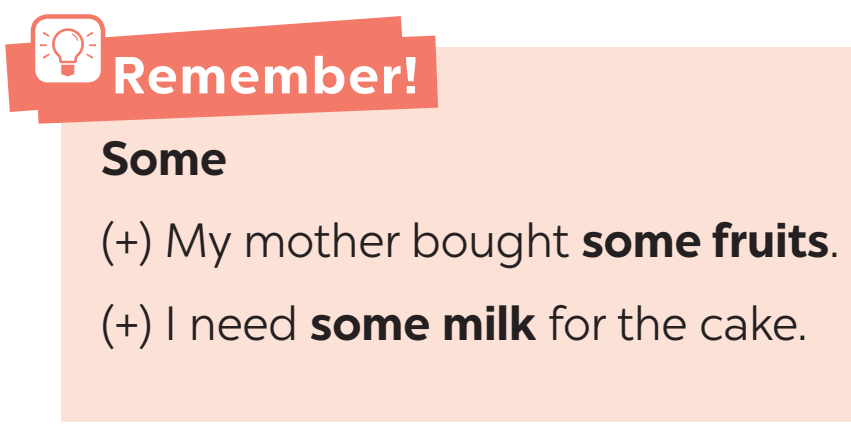 Remember!
Some
(+) My mother bought some fruits.
(+) I need some milk for the cake.